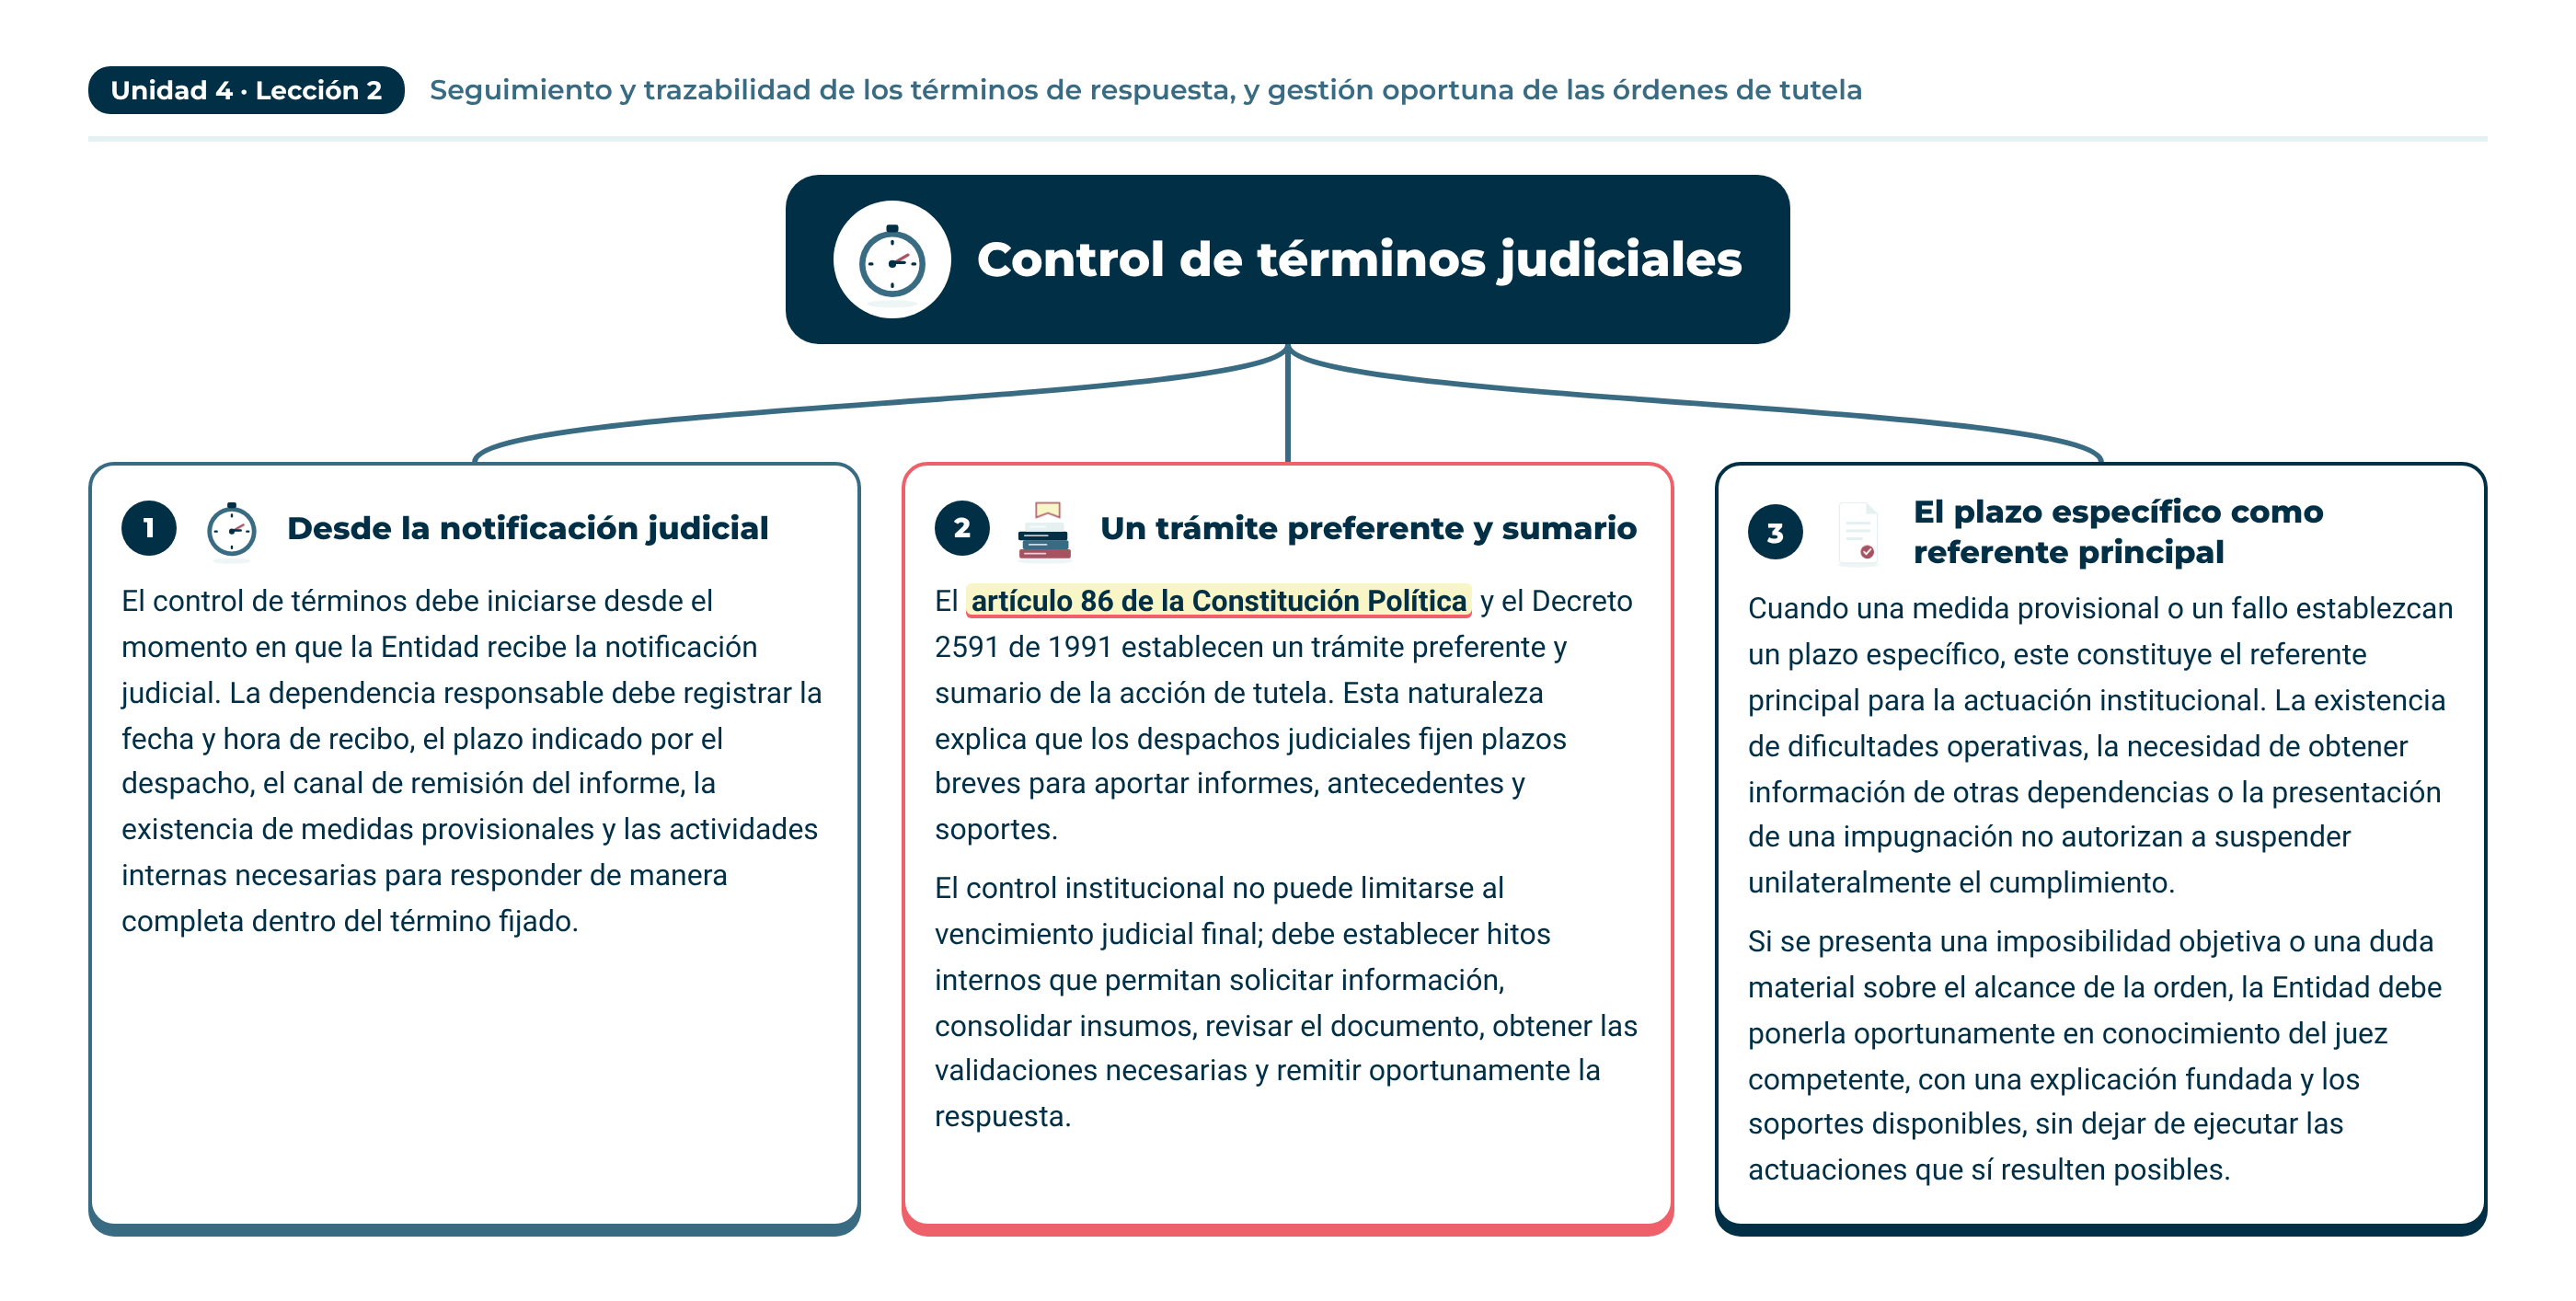 Unidad 4 · Lección 2
Seguimiento y trazabilidad de los términos de respuesta, y gestión oportuna de las órdenes de tutela
Control de términos judiciales
1
Desde la notificación judicial
El control de términos debe iniciarse desde el
momento en que la Entidad recibe la notificación
judicial. La dependencia responsable debe registrar la
fecha y hora de recibo, el plazo indicado por el
despacho, el canal de remisión del informe, la
existencia de medidas provisionales y las actividades
internas necesarias para responder de manera
completa dentro del término fijado.
2
Un trámite preferente y sumario
El artículo 86 de la Constitución Política y el Decreto
2591 de 1991 establecen un trámite preferente y
sumario de la acción de tutela. Esta naturaleza
explica que los despachos judiciales fijen plazos
breves para aportar informes, antecedentes y
soportes.
El control institucional no puede limitarse al
vencimiento judicial final; debe establecer hitos
internos que permitan solicitar información,
consolidar insumos, revisar el documento, obtener las
validaciones necesarias y remitir oportunamente la
respuesta.
3
El plazo específico como
referente principal
Cuando una medida provisional o un fallo establezcan
un plazo específico, este constituye el referente
principal para la actuación institucional. La existencia
de dificultades operativas, la necesidad de obtener
información de otras dependencias o la presentación
de una impugnación no autorizan a suspender
unilateralmente el cumplimiento.
Si se presenta una imposibilidad objetiva o una duda
material sobre el alcance de la orden, la Entidad debe
ponerla oportunamente en conocimiento del juez
competente, con una explicación fundada y los
soportes disponibles, sin dejar de ejecutar las
actuaciones que sí resulten posibles.